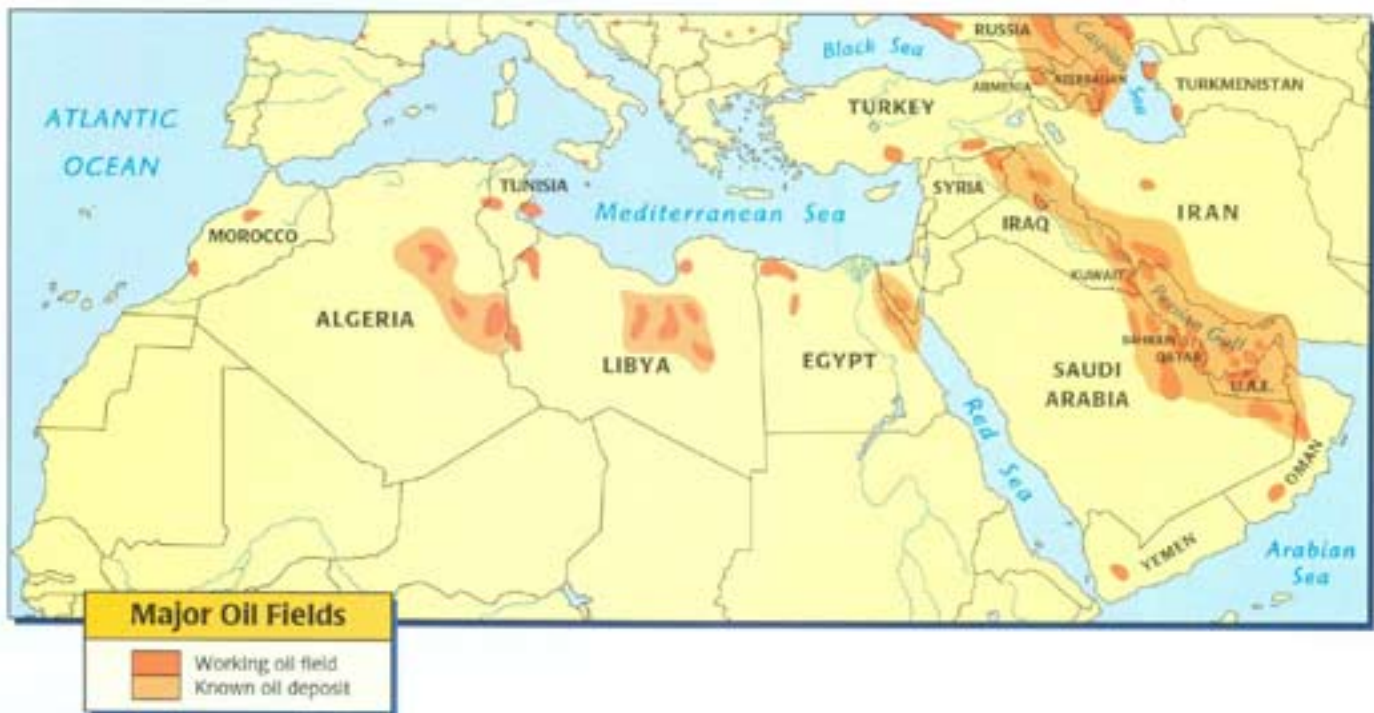 RUSSIA
Caspian
Sea
Black Sea
ARMENIA
AZERBAIJAN
TURKMENISTAN
ATLANTIC
OCEAN
TURKEY
TUNISIA
SYRIA
Mediterranean Sea
IRAN
MOROCCO
IRAQ
KUWAIT
Persian Gulf
ALGERIA
LIBYA
EGYPT
BAHRAIN
QATAR
SAUDI
ARABIA
U.A.E.
Red Sea
OMAN
YEMEN
Arabian
Sea
Major Oil Fields
Working oil field
Known oil deposit